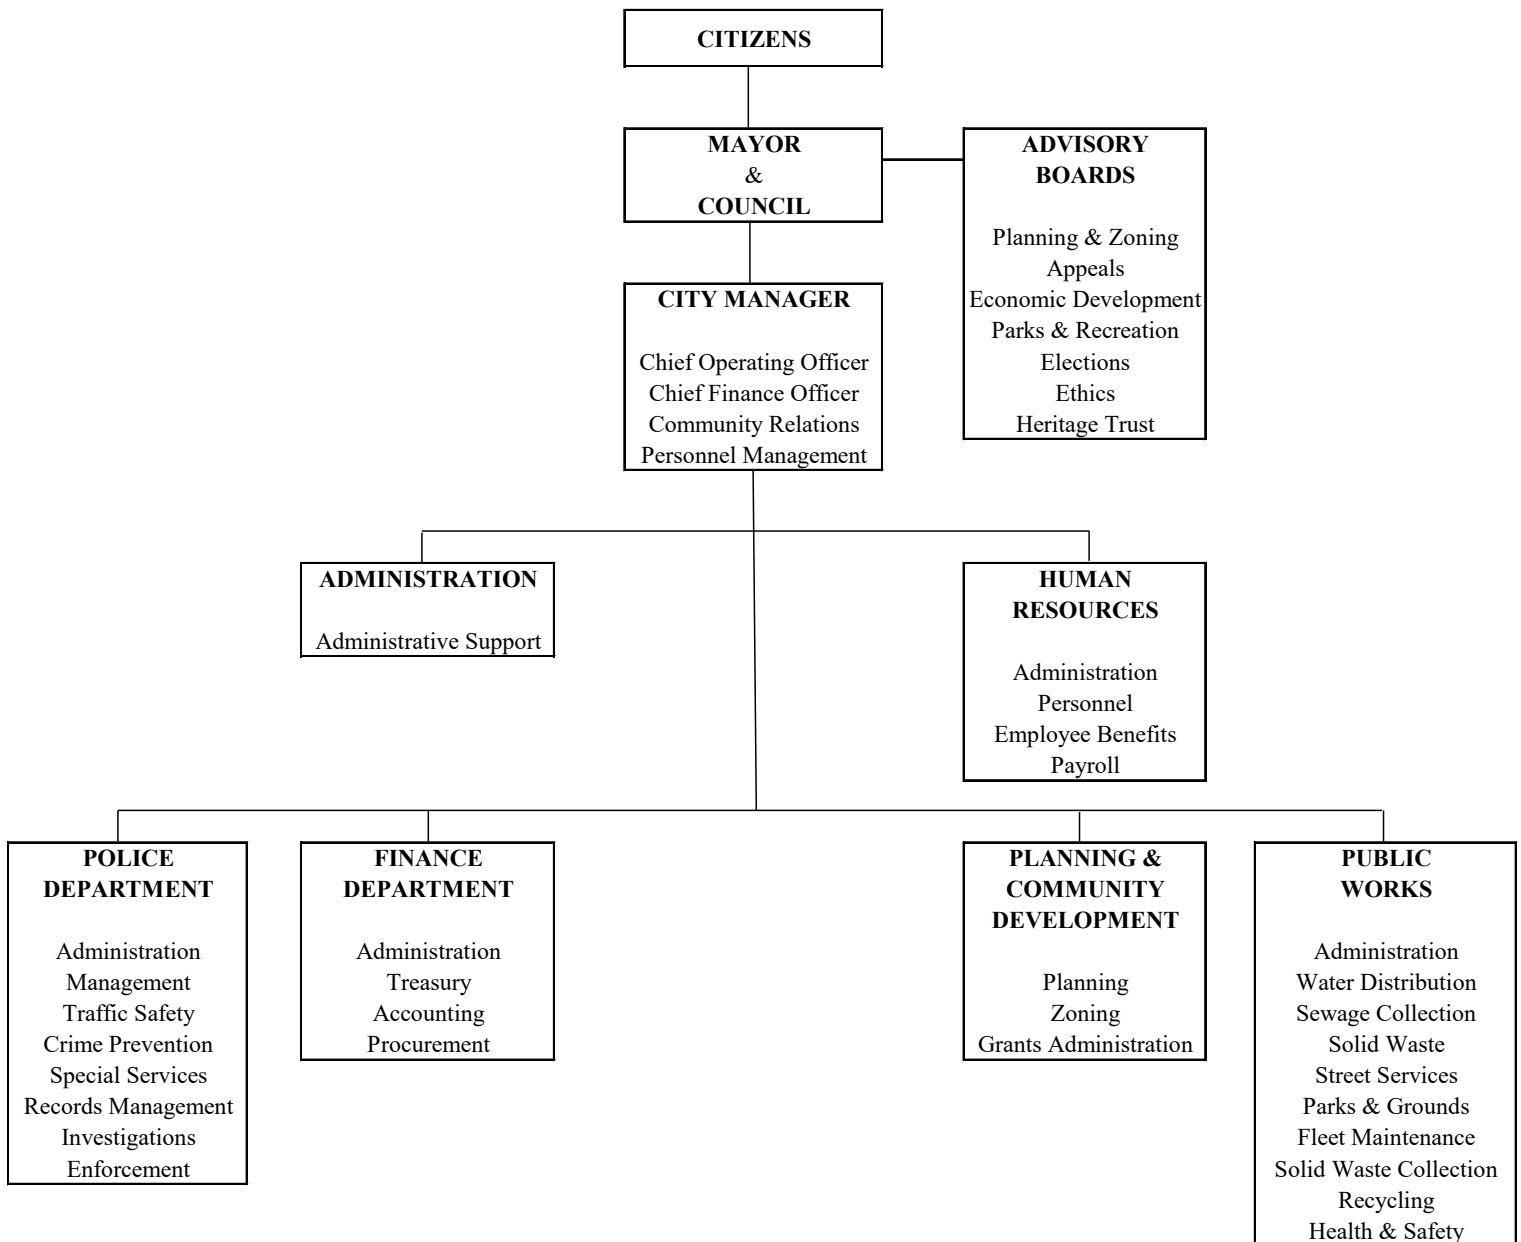 CITIZENS
MAYOR
&
COUNCIL
ADVISORY
BOARDS
Planning & Zoning
Appeals
Economic Development
Parks & Recreation
Elections
Ethics
Heritage Trust
CITY MANAGER
Chief Operating Officer
Chief Finance Officer
Community Relations
Personnel Management
ADMINISTRATION
Administrative Support
HUMAN
RESOURCES
Administration
Personnel
Employee Benefits
Payroll
POLICE
DEPARTMENT
Administration
Management
Traffic Safety
Crime Prevention
Special Services
Records Management
Investigations
Enforcement
FINANCE
DEPARTMENT
Administration
Treasury
Accounting
Procurement
PLANNING &
COMMUNITY
DEVELOPMENT
Planning
Zoning
Grants Administration
PUBLIC
WORKS
Administration
Water Distribution
Sewage Collection
Solid Waste
Street Services
Parks & Grounds
Fleet Maintenance
Solid Waste Collection
Recycling
Health & Safety